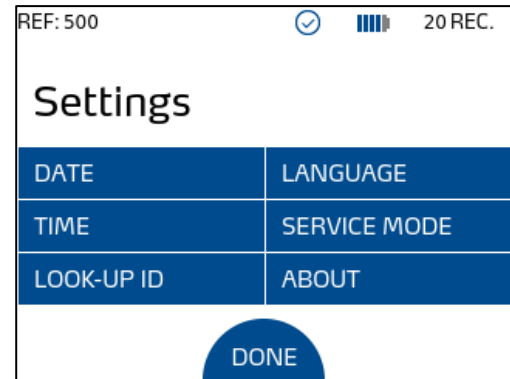 REF: 500 20 REC.
Settings
DATE LANGUAGE
TIME SERVICE MODE
LOOK-UP ID ABOUT
DONE